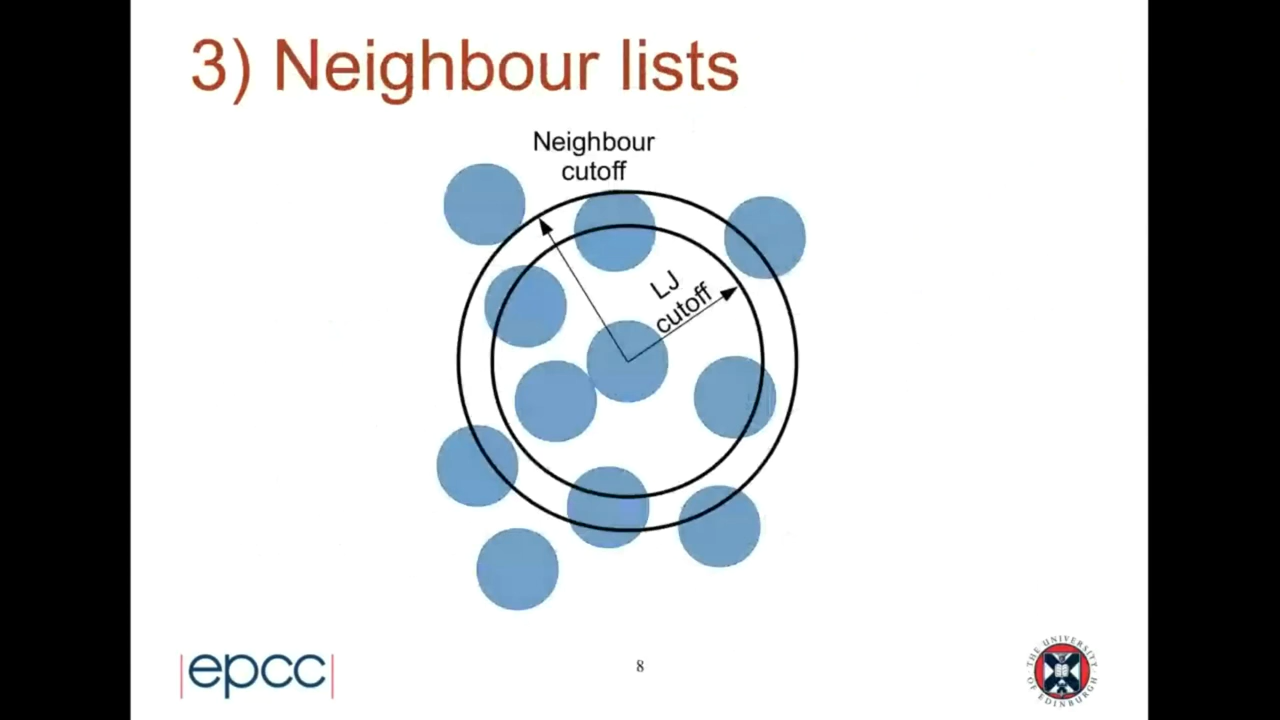 3) Neighbour lists
Neighbour
cutoff
LJ
cutoff
epcc
8
THE UNIVERSITY
OF EDINBURGH